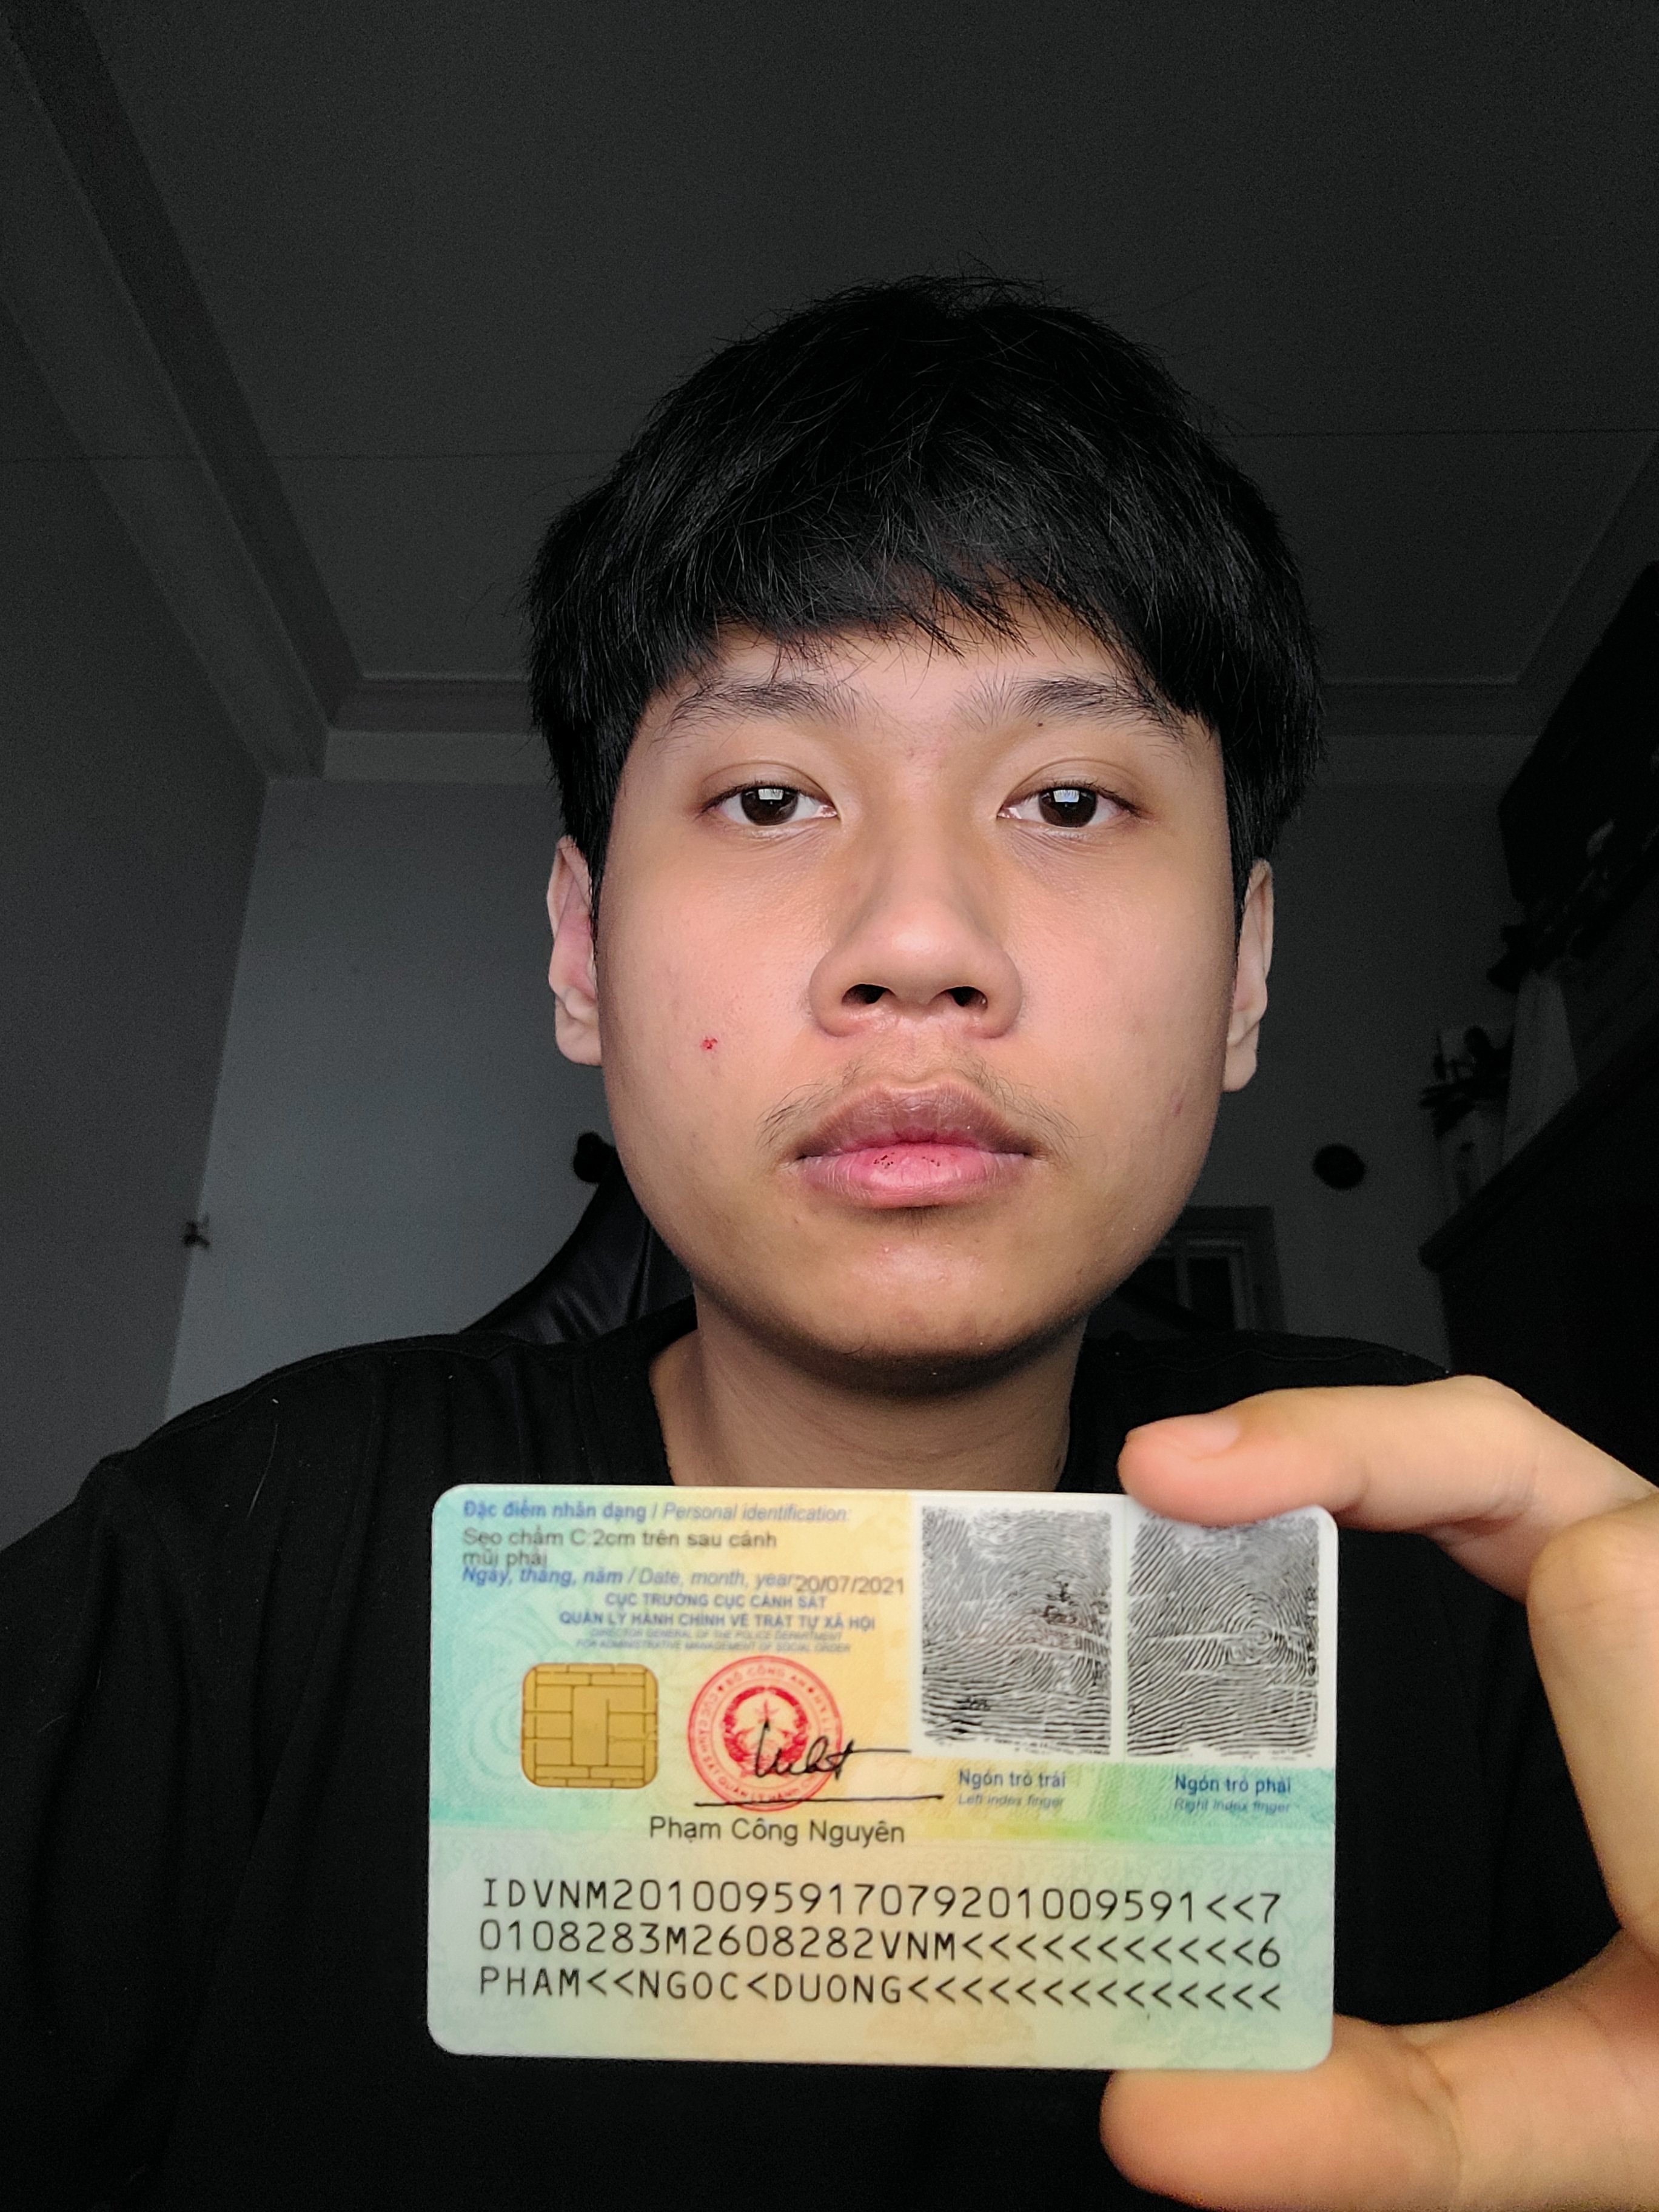 Đặc điểm nhân dạng / Personal identification:
Sẹo chấm C:2cm trên sau cánh
mũi phải
Ngày, tháng, năm / Date, month, year 20/07/2021
CỤC TRƯỞNG CỤC CẢNH SÁT
QUẢN LÝ HÀNH CHÍNH VỀ TRẬT TỰ XÃ HỘI
DIRECTOR GENERAL OF THE POLICE DEPARTMENT
FOR ADMINISTRATIVE MANAGEMENT OF SOCIAL ORDER
BỘ CÔNG AN
Ngón trỏ trái
Left index finger
Ngón trỏ phải
Right index finger
Phạm Công Nguyên
IDVNM2010095917079201009591<<7
0108283M2608282VNM<<<<<<<<<<<6
PHAM<<NGOC<DUONG<<<<<<<<<<<<<<